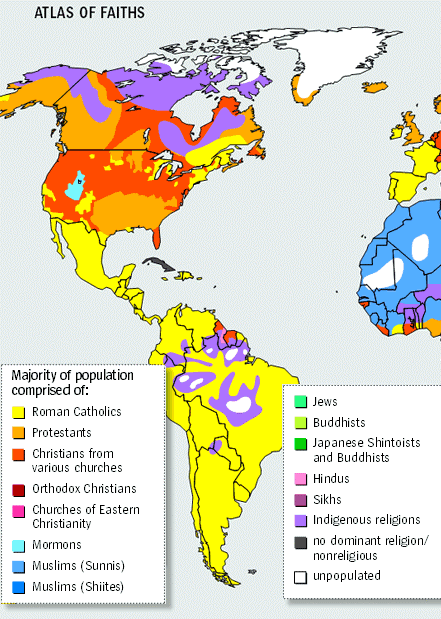 ATLAS OF FAITHS
Majority of population
comprised of:
Roman Catholics
Protestants
Christians from
various churches
Orthodox Christians
Churches of Eastern
Christianity
Mormons
Muslims (Sunnis)
Muslims (Shiites)
Jews
Buddhists
Japanese Shintoists
and Buddhists
Hindus
Sikhs
Indigenous religions
no dominant religion/
nonreligious
unpopulated